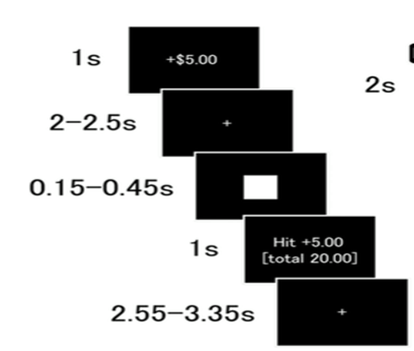 1s
+$5.00
2s
2-2.5s
+
0.15-0.45s
1s
Hit +5.00
[total 20.00]
2.55-3.35s
+